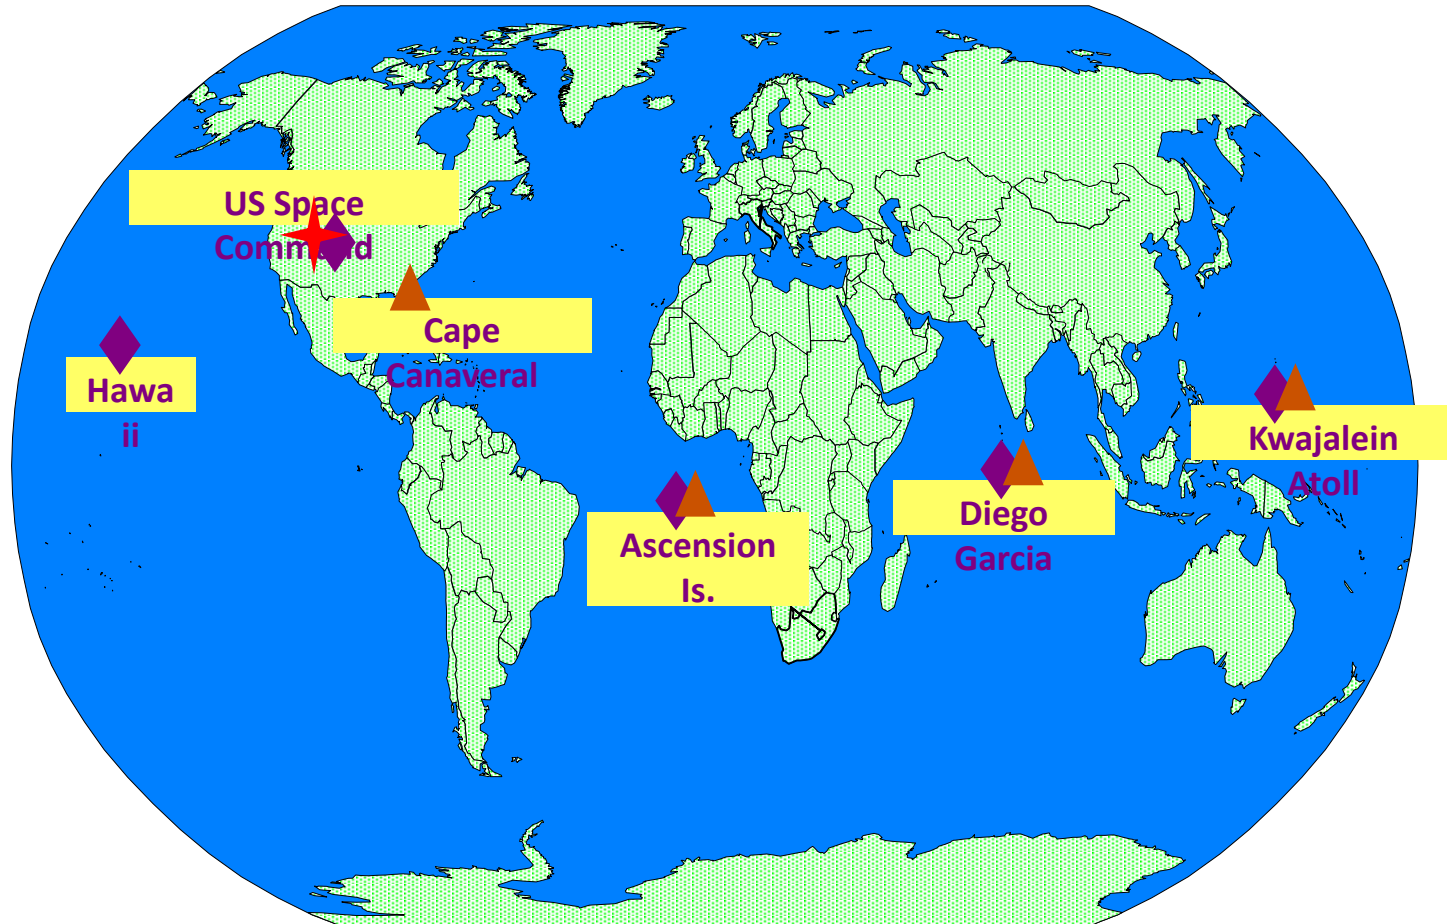 US Space
Command
Cape
Canaveral
Hawa
ii
Kwajalein
Atoll
Diego
Garcia
Ascension
Is.